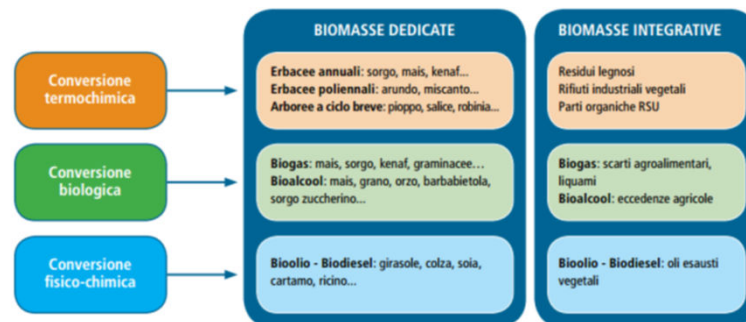 BIOMASSE DEDICATE
BIOMASSE INTEGRATIVE
Conversione
termochimica
Erbacee annuali: sorgo, mais, kenaf...
Erbacee poliennali: arundo, miscanto...
Arboree a ciclo breve: pioppo, salice, robinia...
Residui legnosi
Rifiuti industriali vegetali
Parti organiche RSU
Conversione
biologica
Biogas: mais, sorgo, kenaf, graminacee...
Bioalcool: mais, grano, orzo, barbabietola,
sorgo zuccherino...
Biogas: scarti agroalimentari,
liquami
Bioalcool: eccedenze agricole
Conversione
fisico-chimica
Bioolio - Biodiesel: girasole, colza, soia,
cartamo, ricino...
Bioolio - Biodiesel: oli esausti
vegetali